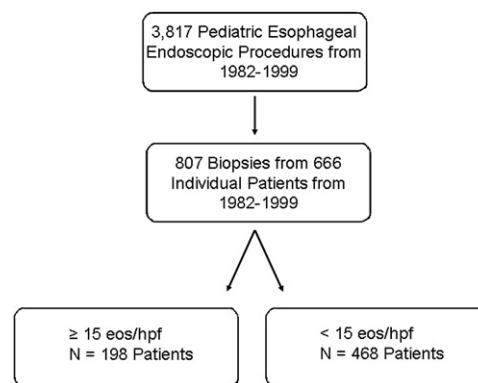 3,817 Pediatric Esophageal
Endoscopic Procedures from
1982-1999
807 Biopsies from 666
Individual Patients from
1982-1999
≥ 15 eos/hpf
N = 198 Patients
< 15 eos/hpf
N = 468 Patients